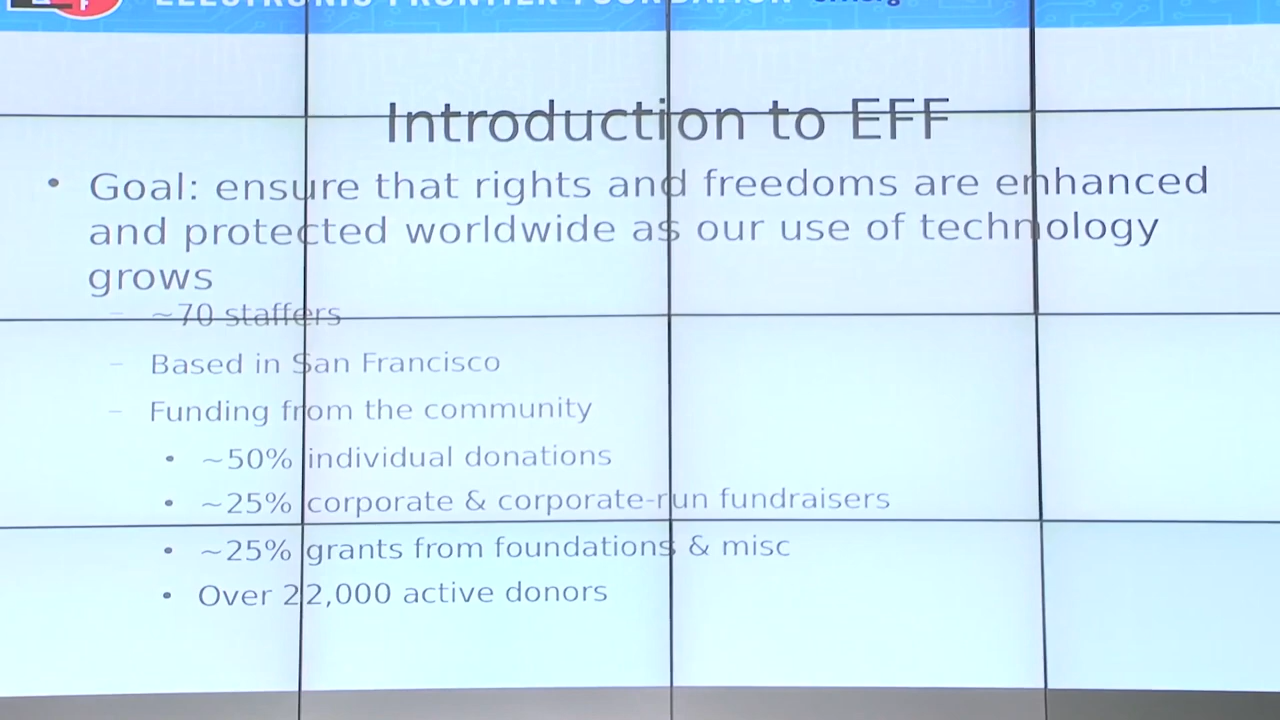 ELECTRONIC FRONTIER FOUNDATION
Introduction to EFF
• Goal: ensure that rights and freedoms are enhanced
and protected worldwide as our use of technology
grows
– ~70 staffers
– Based in San Francisco
– Funding from the community
• ~50% individual donations
• ~25% corporate & corporate-run fundraisers
• ~25% grants from foundations & misc
• Over 22,000 active donors